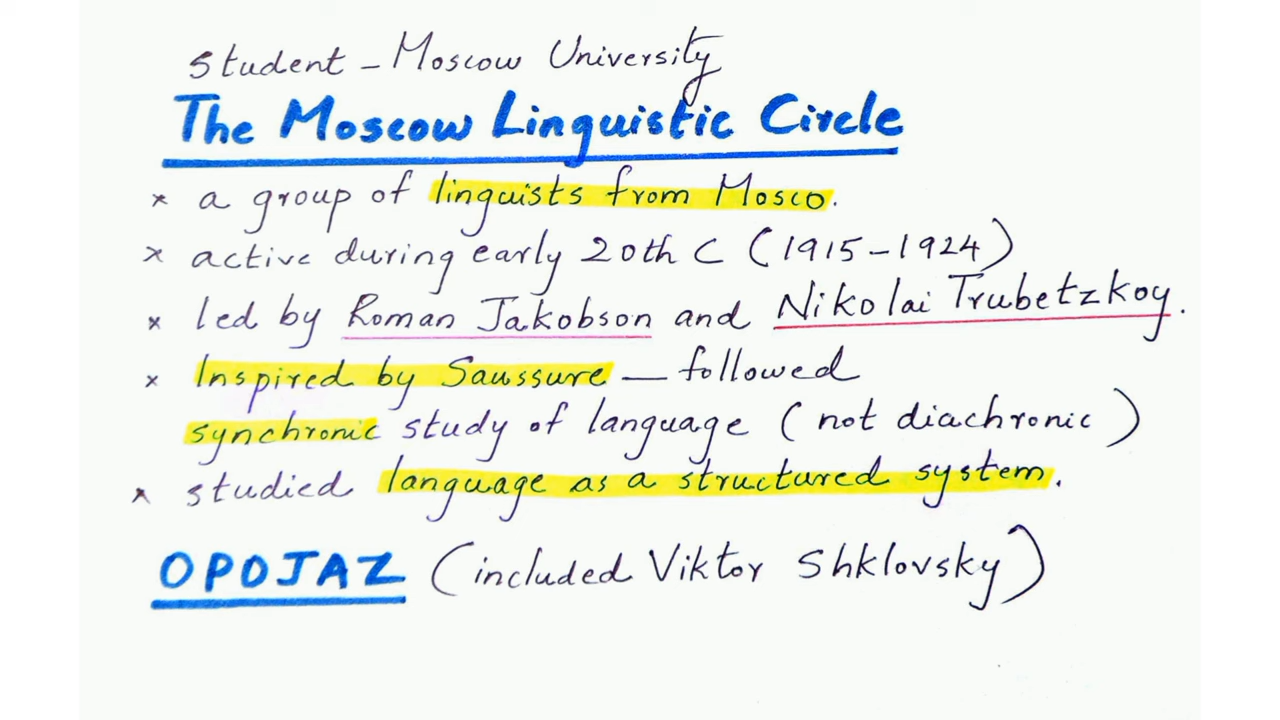 Student - Moscow University
The Moscow Linguistic Circle
× a group of linguists from Mosco.
× active during early 20th C (1915-1924)
× led by Roman Jakobson and Nikolai Trubetzkoy.
× Inspired by Saussure — followed
synchronic study of language (not diachronic)
× studied language as a structured system.
OPOJAZ (included Viktor Shklovsky)